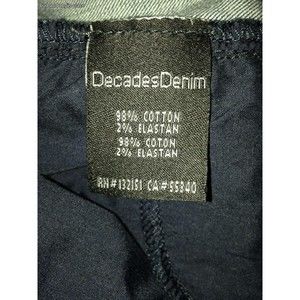 DecadesDenim
98% COTTON
2% ELASTAN
98% COTON
2% ELASTAN
RN# 132151 CA# 55340